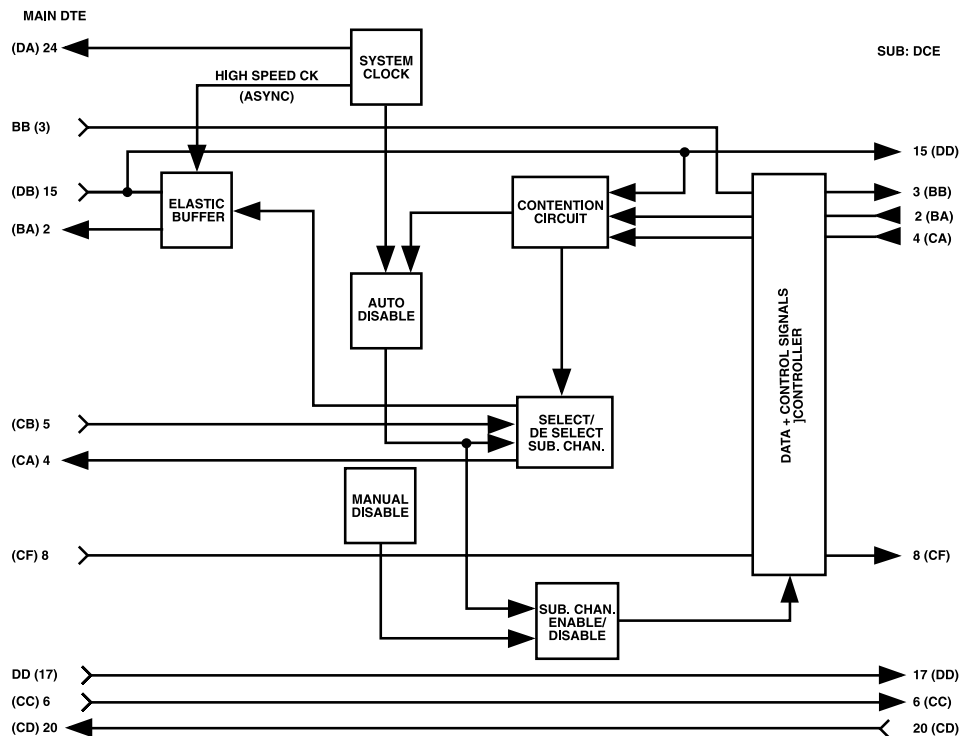 MAIN DTE
(DA) 24
SYSTEM
CLOCK
SUB: DCE
HIGH SPEED CK
(ASYNC)
BB (3)
15 (DD)
(DB) 15
ELASTIC
BUFFER
CONTENTION
CIRCUIT
3 (BB)
2 (BA)
(BA) 2
4 (CA)
AUTO
DISABLE
DATA + CONTROL SIGNALS
]CONTROLLER
(CB) 5
SELECT/
DE SELECT
SUB. CHAN.
(CA) 4
MANUAL
DISABLE
(CF) 8
8 (CF)
SUB. CHAN.
ENABLE/
DISABLE
DD (17)
17 (DD)
(CC) 6
6 (CC)
(CD) 20
20 (CD)